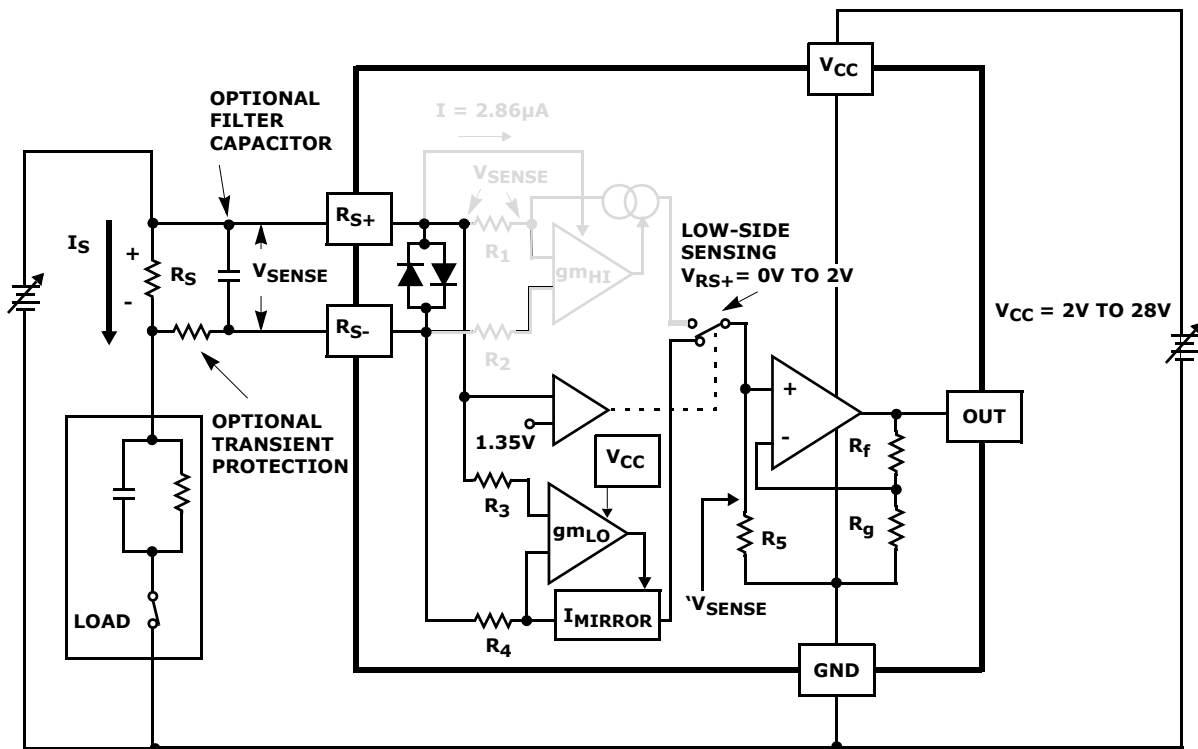 OPTIONAL
FILTER
CAPACITOR
I = 2.86µA
VCC
VSENSE
RS+
R1
gmHI
LOW-SIDE
SENSING
VRS+= 0V TO 2V
IS
+
RS
-
VSENSE
VCC = 2V TO 28V
RS-
R2
OPTIONAL
TRANSIENT
PROTECTION
1.35V
+
-
OUT
VCC
Rf
R3
gmLO
R5
Rg
'VSENSE
LOAD
R4
IMIRROR
GND